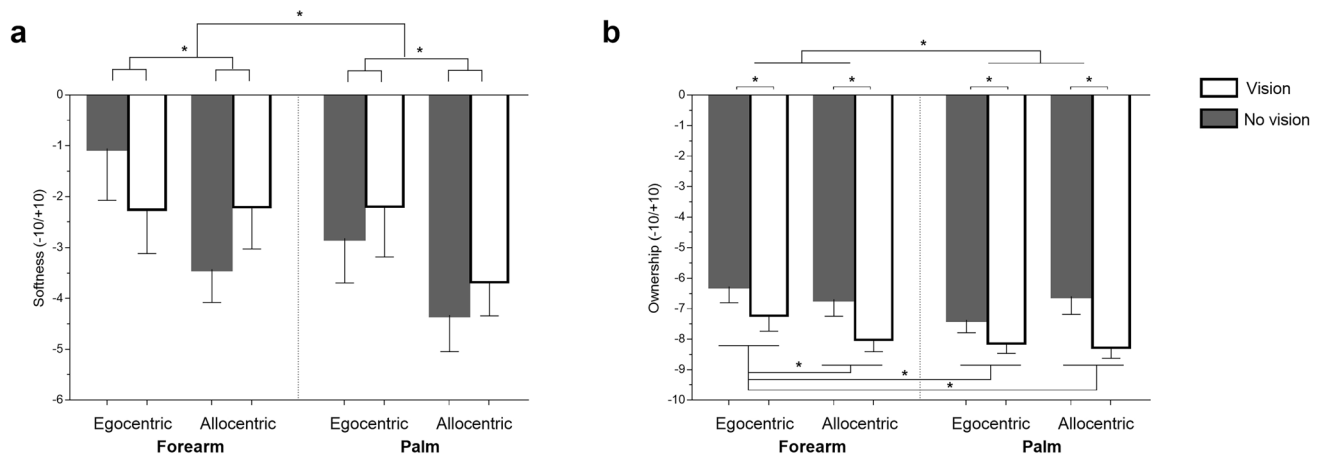 a
*
*
*
0
-1
-2
-3
-4
-5
-6
Softness (-10/+10)
Egocentric Allocentric Egocentric Allocentric
Forearm Palm
b
*
* * * *
0
-1
-2
-3
-4
-5
-6
-7
-8
-9
-10
Ownership (-10/+10)
*
*
*
Egocentric Allocentric Egocentric Allocentric
Forearm Palm
Vision
No vision